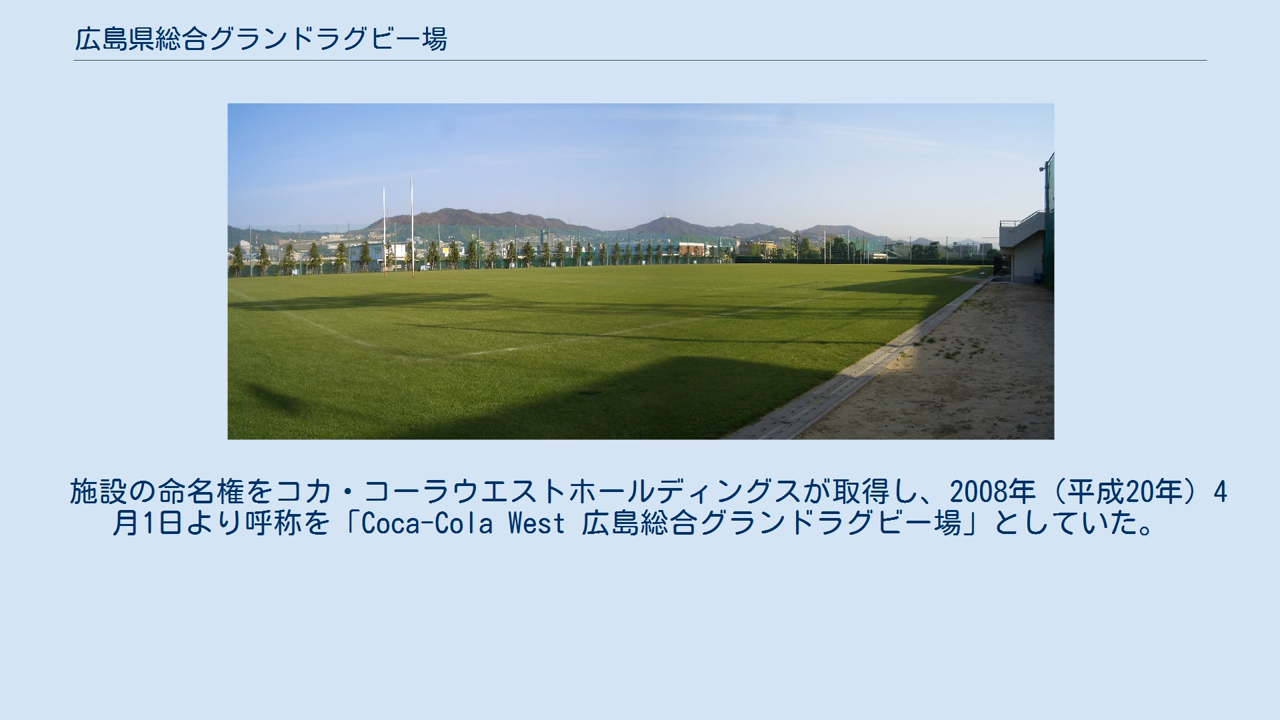 広島県総合グランドラグビー場
施設の命名権をコカ・コーラウエストホールディングスが取得し、2008年（平成20年）4
月1日より呼称を「Coca-Cola West 広島総合グランドラグビー場」としていた。